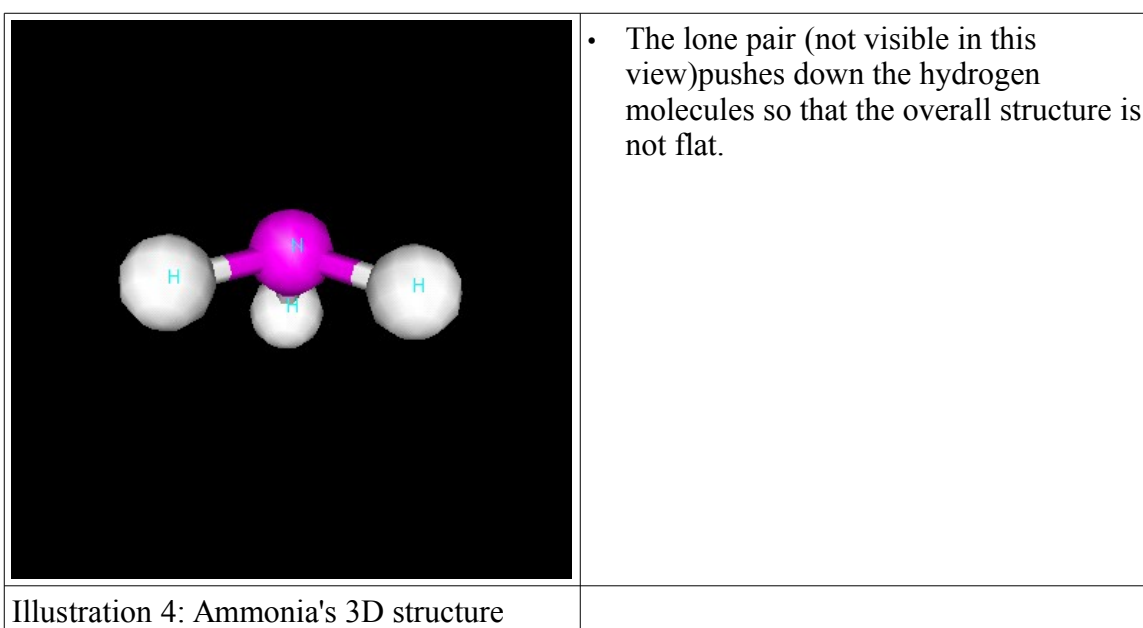 • The lone pair (not visible in this
view)pushes down the hydrogen
molecules so that the overall structure is
not flat.
N
H
H
H
Illustration 4: Ammonia's 3D structure